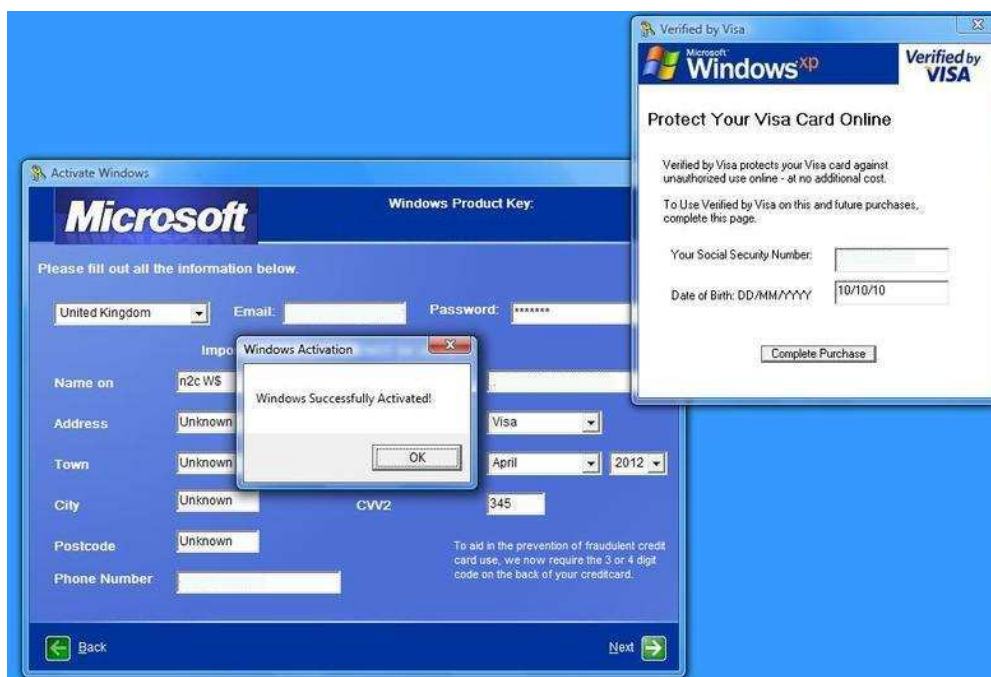 Verified by Visa
Microsoft
Windows xp
Verified by
VISA
Protect Your Visa Card Online
Verified by Visa protects your Visa card against
unauthorized use online - at no additional cost.
To Use Verified by Visa on this and future purchases,
complete this page.
Your Social Security Number:
Date of Birth: DD/MM/YYYY 10/10/10
Complete Purchase
Activate Windows
Microsoft
Windows Product Key:
Please fill out all the information below.
United Kingdom Email: Password: *******
Windows Activation
Windows Successfully Activated!
OK
Name on n2c W$
Address Unknown Visa
Town Unknown April 2012
City Unknown CVV2 345
Postcode Unknown
To aid in the prevention of fraudulent credit
card use, we now require the 3 or 4 digit
code on the back of your creditcard.
Phone Number
Back Next